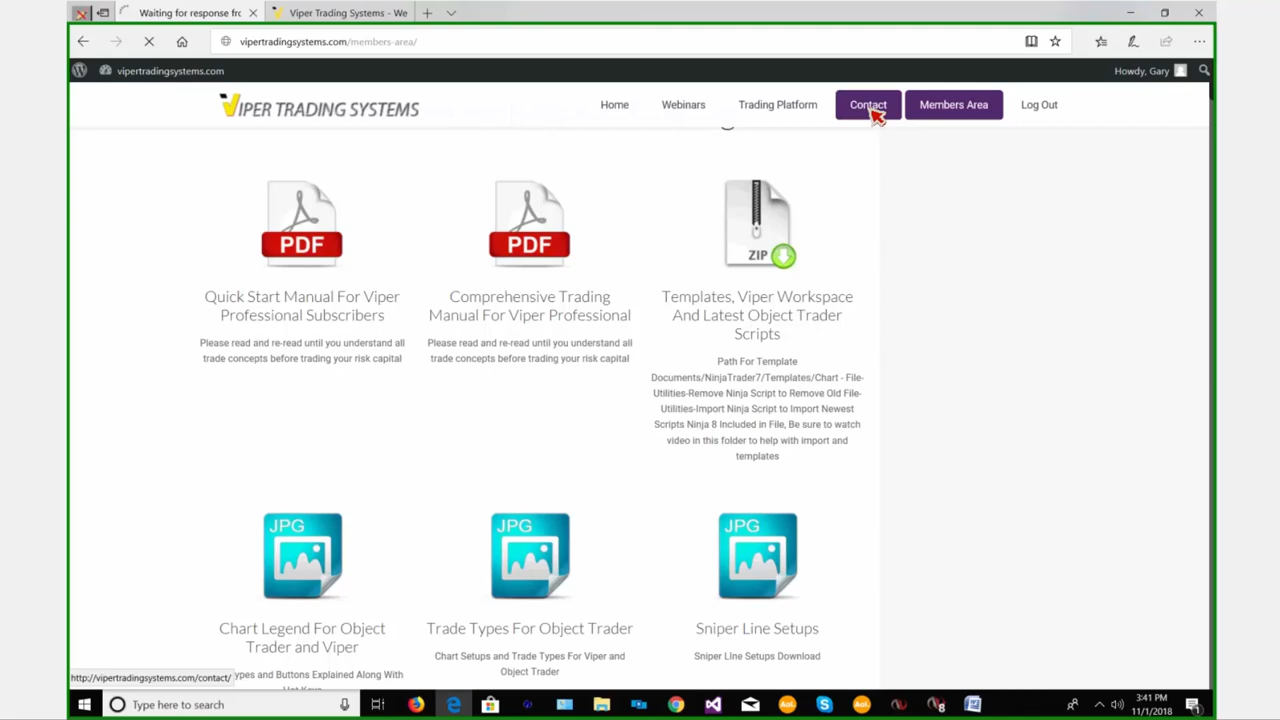 Waiting for response fro
Viper Trading Systems - We
vipertradingsystems.com/members-area/
vipertradingsystems.com
Howdy, Gary
VIPER TRADING SYSTEMS
Home
Webinars
Trading Platform
Contact
Members Area
Log Out
PDF
PDF
ZIP
Quick Start Manual For Viper
Professional Subscribers
Please read and re-read until you understand all
trade concepts before trading your risk capital
Comprehensive Trading
Manual For Viper Professional
Please read and re-read until you understand all
trade concepts before trading your risk capital
Templates, Viper Workspace
And Latest Object Trader
Scripts
Path For Template
Documents/NinjaTrader7/Templates/Chart - File-
Utilities-Remove Ninja Script to Remove Old File-
Utilities-Import Ninja Script to Import Newest
Scripts Ninja 8 Included in File, Be sure to watch
video in this folder to help with import and
templates
JPG
JPG
JPG
Chart Legend For Object
Trader and Viper
ypes and Buttons Explained Along With
Trade Types For Object Trader
Chart Setups and Trade Types For Viper and
Object Trader
Sniper Line Setups
Sniper LIne Setups Download
http://vipertradingsystems.com/contact/
Type here to search
3:41 PM
11/1/2018